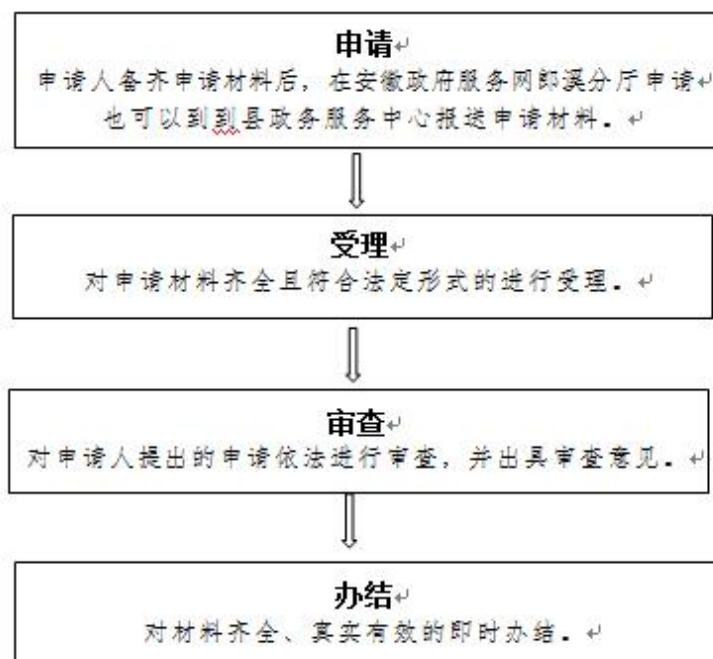 申请
申请人备齐申请材料后，在安徽政府服务网郎溪分厅申请
也可以到到县政务服务中心报送申请材料。
受理
对申请材料齐全且符合法定形式的进行受理。
审查
对申请人提出的申请依法进行审查，并出具审查意见。
办结
对材料齐全、真实有效的即时办结。